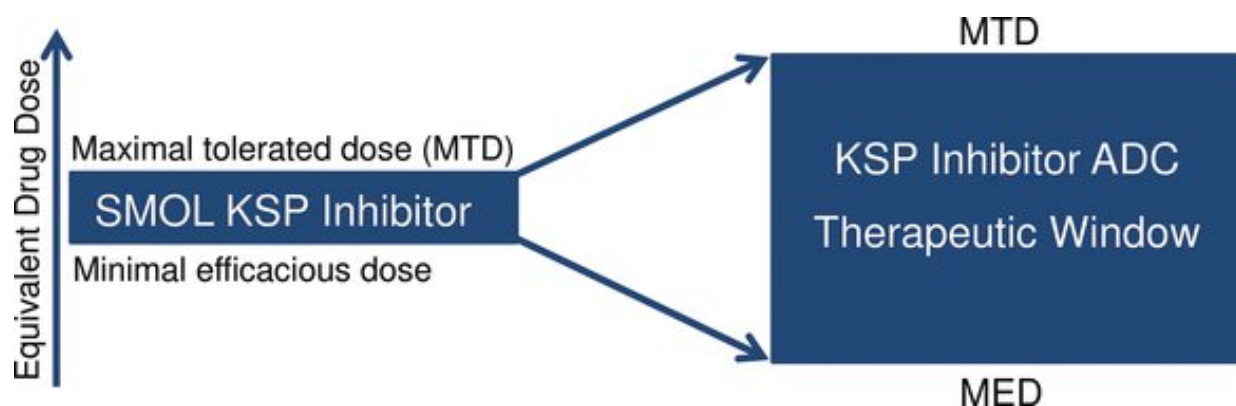 Equivalent Drug Dose
Maximal tolerated dose (MTD)
SMOL KSP Inhibitor
Minimal efficacious dose
MTD
KSP Inhibitor ADC
Therapeutic Window
MED